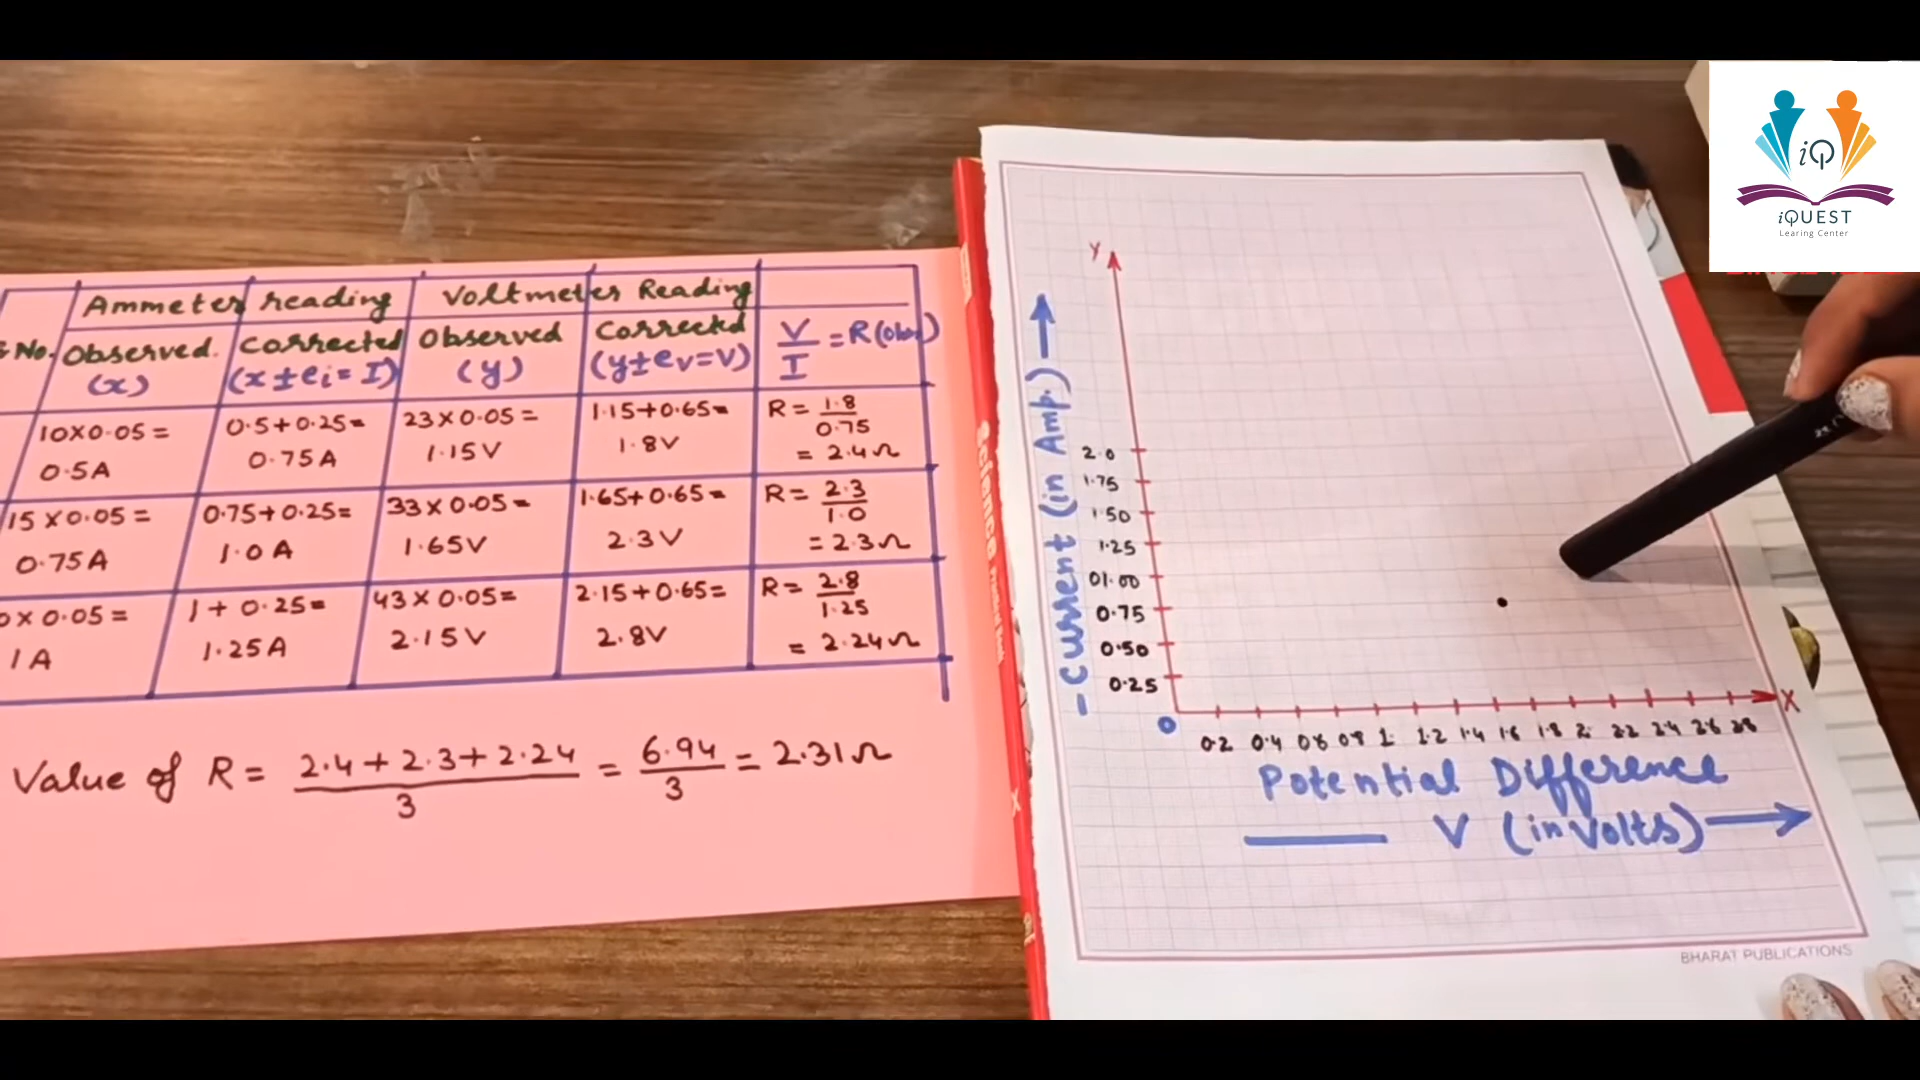 Ammeter reading
Voltmeter Reading
No.
Observed
(x)
Corrected
(x±ei=I)
Observed
(y)
Corrected
(y±ev=V)
V/I = R(obs)
10×0.05=
0.5A
0.5+0.25=
0.75A
23×0.05=
1.15V
1.15+0.65=
1.8V
R= 1.8/0.75
= 2.4Ω
15×0.05=
0.75A
0.75+0.25=
1.0A
33×0.05=
1.65V
1.65+0.65=
2.3V
R= 2.3/1.0
= 2.3Ω
0×0.05=
1A
1+0.25=
1.25A
43×0.05=
2.15V
2.15+0.65=
2.8V
R= 2.8/1.25
= 2.24Ω
Value of R= 2.4+2.3+2.24/3 = 6.94/3 = 2.31Ω
Science
X
Y
Current (in Amp.)
2.0
1.75
1.50
1.25
01.00
0.75
0.50
0.25
0
X
0.2 0.4 0.6 0.8 1. 1.2 1.4 1.6 1.8 2. 2.2 2.4 2.6 2.8
Potential Difference
V (in Volts)
BHARAT PUBLICATIONS
iQ
iQUEST
Learing Center